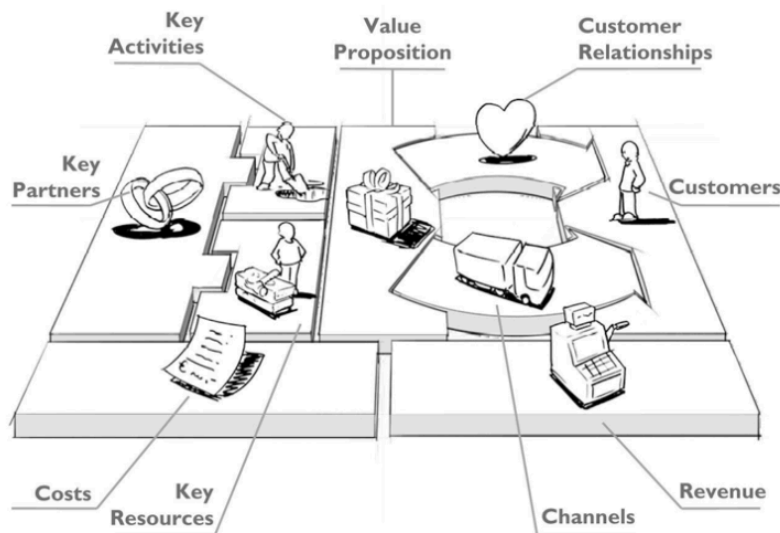 Key
Activities
Value
Proposition
Customer
Relationships
Key
Partners
Customers
Costs
Key
Resources
Channels
Revenue